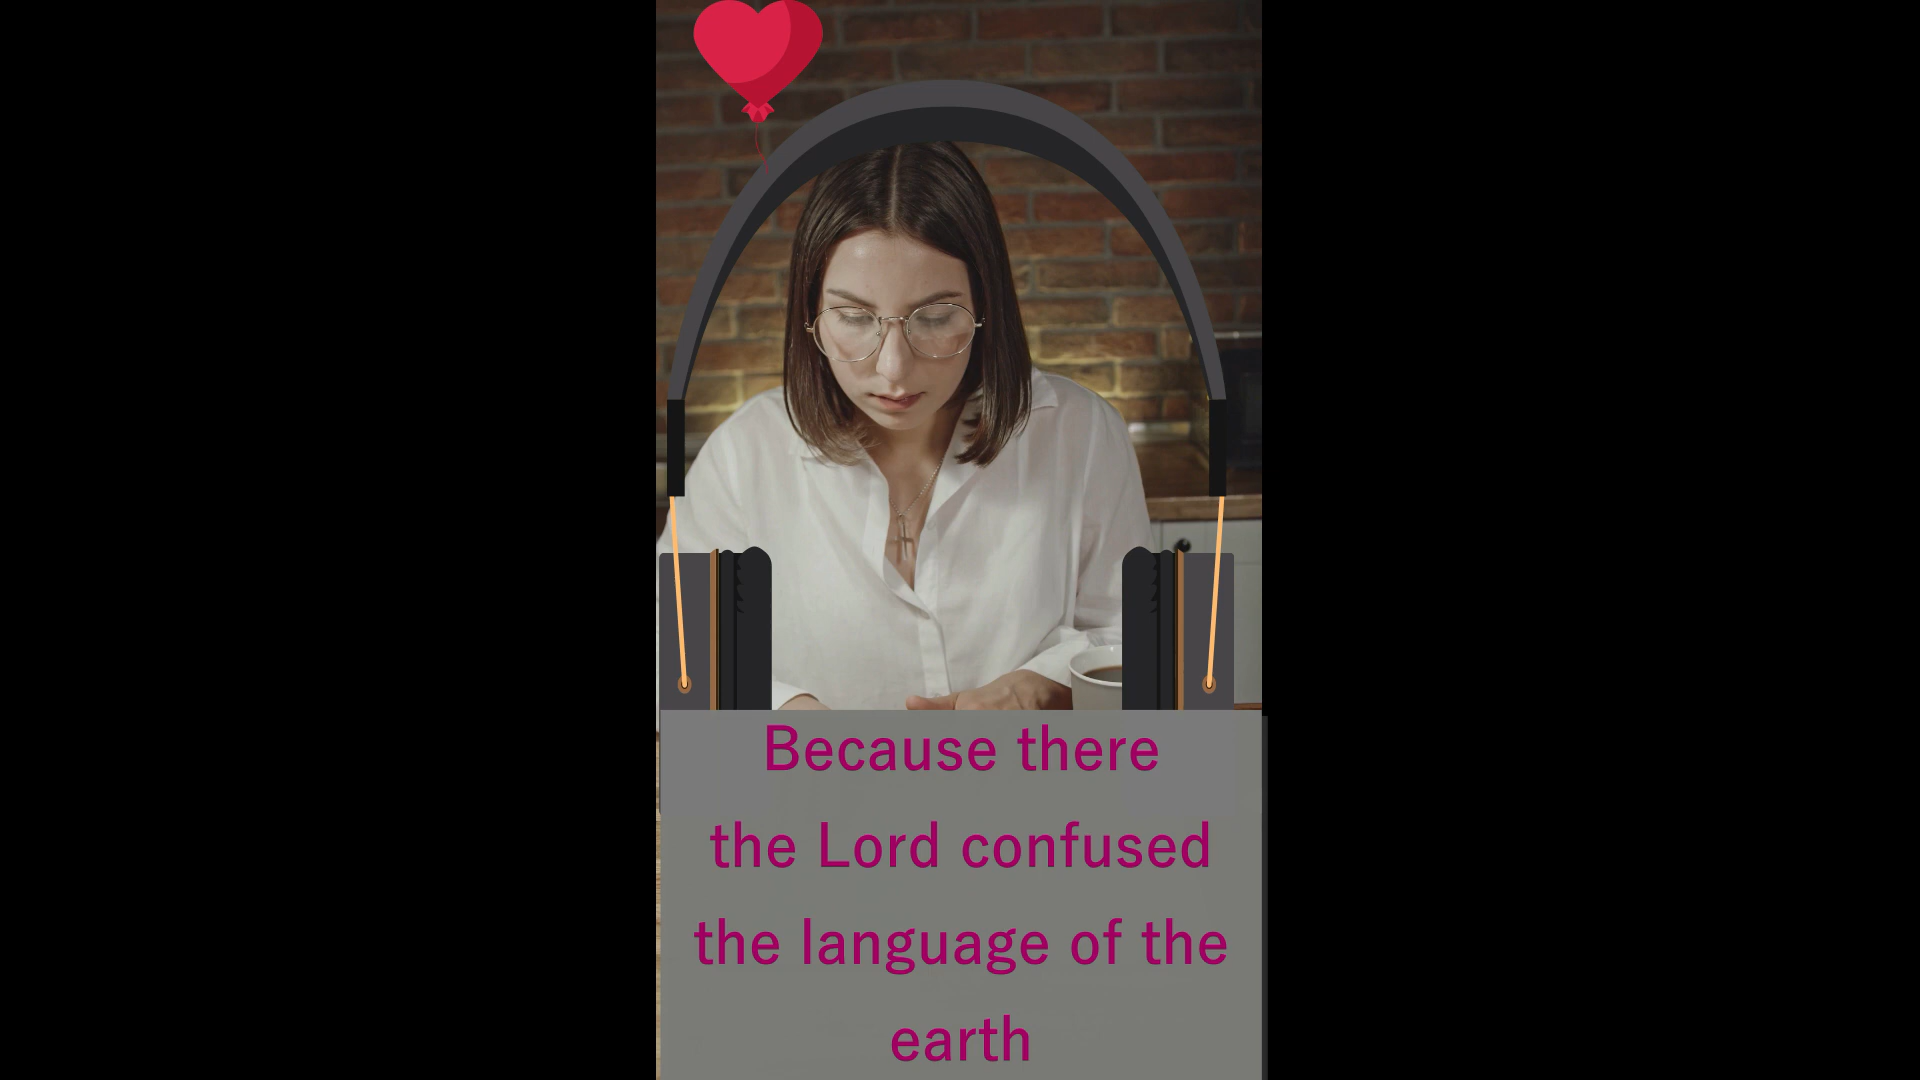 Because there
the Lord confused
the language of the
earth